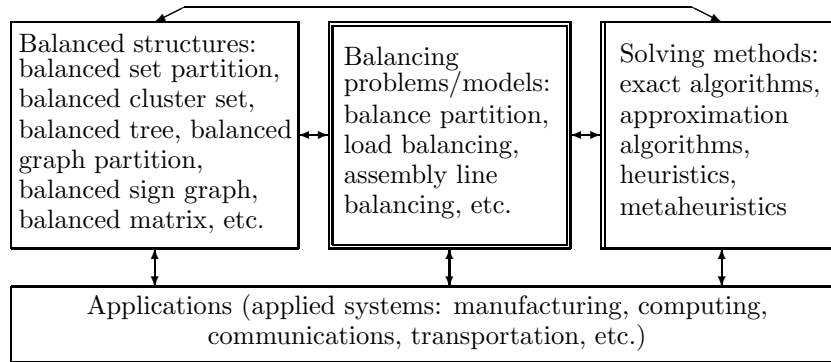 Balanced structures:
balanced set partition,
balanced cluster set,
balanced tree, balanced
graph partition,
balanced sign graph,
balanced matrix, etc.
Balancing
problems/models:
balance partition,
load balancing,
assembly line
balancing, etc.
Solving methods:
exact algorithms,
approximation
algorithms,
heuristics,
metaheuristics
Applications (applied systems: manufacturing, computing,
communications, transportation, etc.)